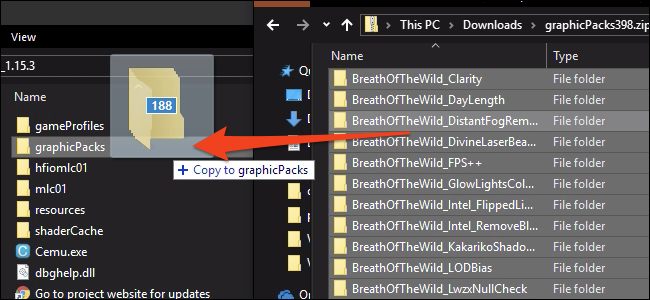 View
_1.15.3
Name
gameProfiles
graphicPacks
hfiomlc01
mlc01
resources
shaderCache
Cemu.exe
dbghelp.dll
Go to project website for updates
188
+ Copy to graphicPacks
This PC > Downloads > graphicPacks398.zip
Name
Type
BreathOfTheWild_Clarity File folder
BreathOfTheWild_DayLength File folder
BreathOfTheWild_DistantFogRem... File folder
BreathOfTheWild_DivineLaserBea... File folder
BreathOfTheWild_FPS++ File folder
BreathOfTheWild_GlowLightsCol... File folder
BreathOfTheWild_Intel_FlippedLi... File folder
BreathOfTheWild_Intel_RemoveBl... File folder
BreathOfTheWild_KakarikoShado... File folder
BreathOfTheWild_LODBias File folder
BreathOfTheWild_LwzxNullCheck File folder